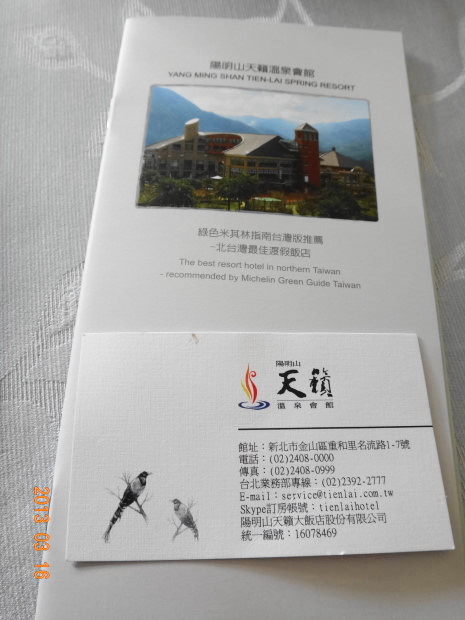 陽明山天籟溫泉會館
YANG MING SHAN TIEN-LAI SPRING RESORT
綠色米其林指南台灣版推薦
-北台灣最佳渡假飯店
The best resort hotel in northern Taiwan
- recommended by Michelin Green Guide Taiwan
陽明山
天籟
溫泉會館
館址：新北市金山區重和里名流路1-7號
電話：(02)2408-0000
傳真：(02)2408-0999
台北業務部專線：(02)2392-2777
E-mail：service@tienlai.com.tw
Skype訂房帳號：tienlaihotel
陽明山天籟大飯店股份有限公司
統一編號：16078469